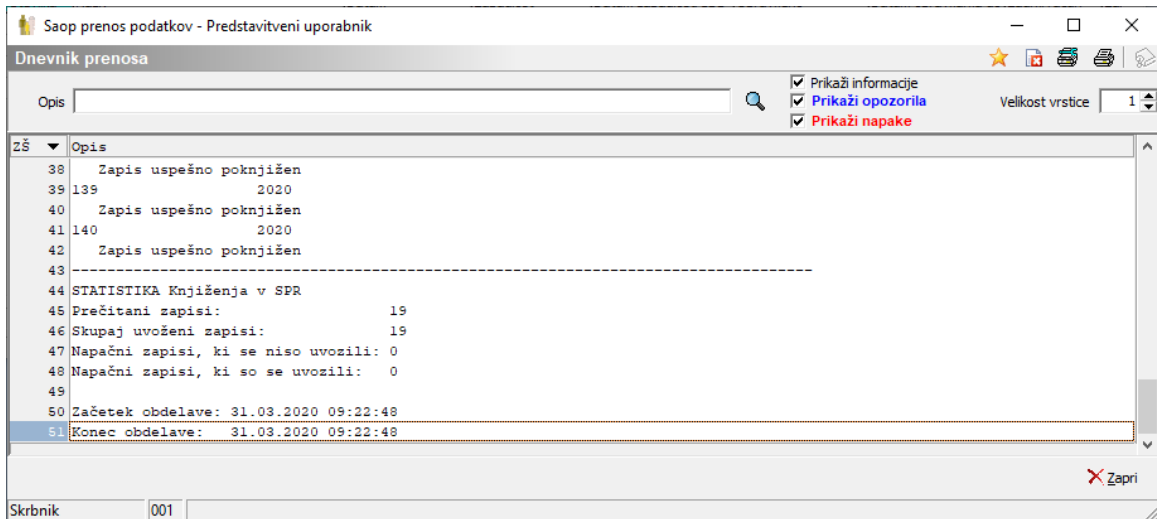 Saop prenos podatkov - Predstavitveni uporabnik
Dnevnik prenosa
Opis
Prikaži informacije
Prikaži opozorila
Prikaži napake
Velikost vrstice 1
ZŠ Opis
38 Zapis uspešno poknjižen
39 139 2020
40 Zapis uspešno poknjižen
41 140 2020
42 Zapis uspešno poknjižen
43 -------------------------------------------------------------------------------------
44 STATISTIKA Knjiženja v SPR
45 Prečitani zapisi: 19
46 Skupaj uvoženi zapisi: 19
47 Napačni zapisi, ki se niso uvozili: 0
48 Napačni zapisi, ki so se uvozili: 0
49
50 Začetek obdelave: 31.03.2020 09:22:48
51 Konec obdelave: 31.03.2020 09:22:48
Zapri
Skrbnik 001